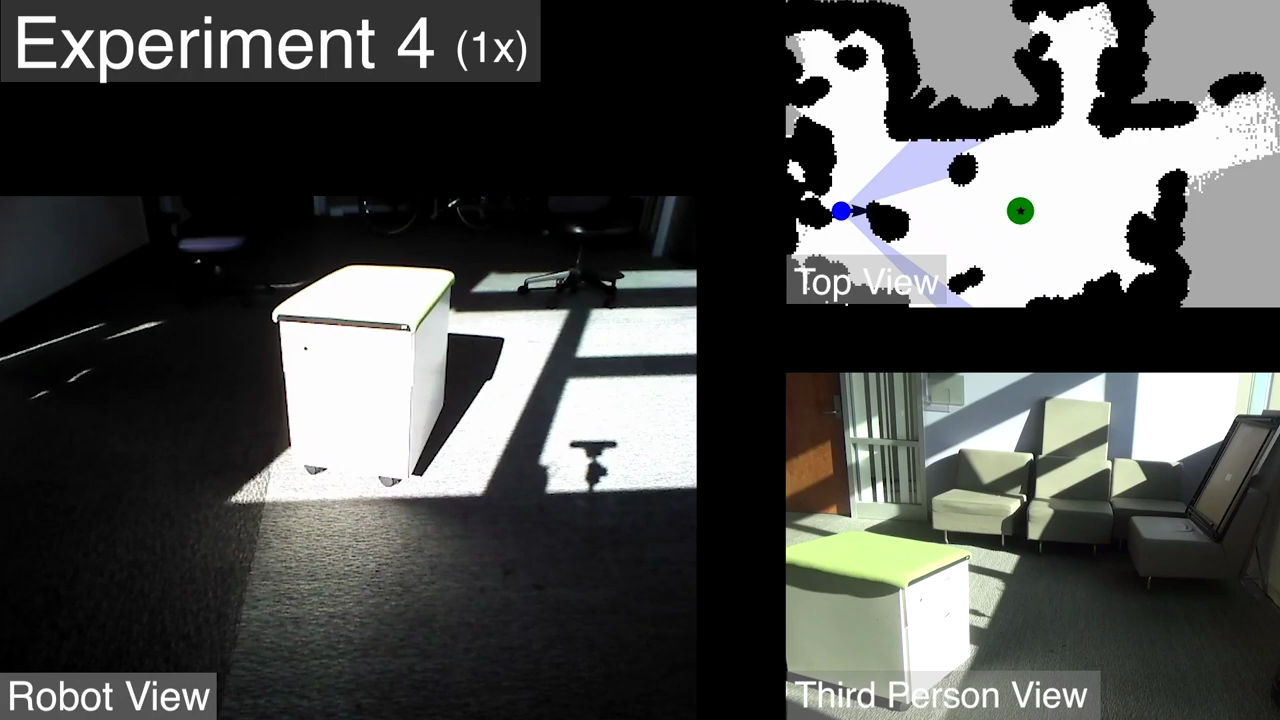 Experiment 4 (1x)
Top View
Robot View
Third Person View